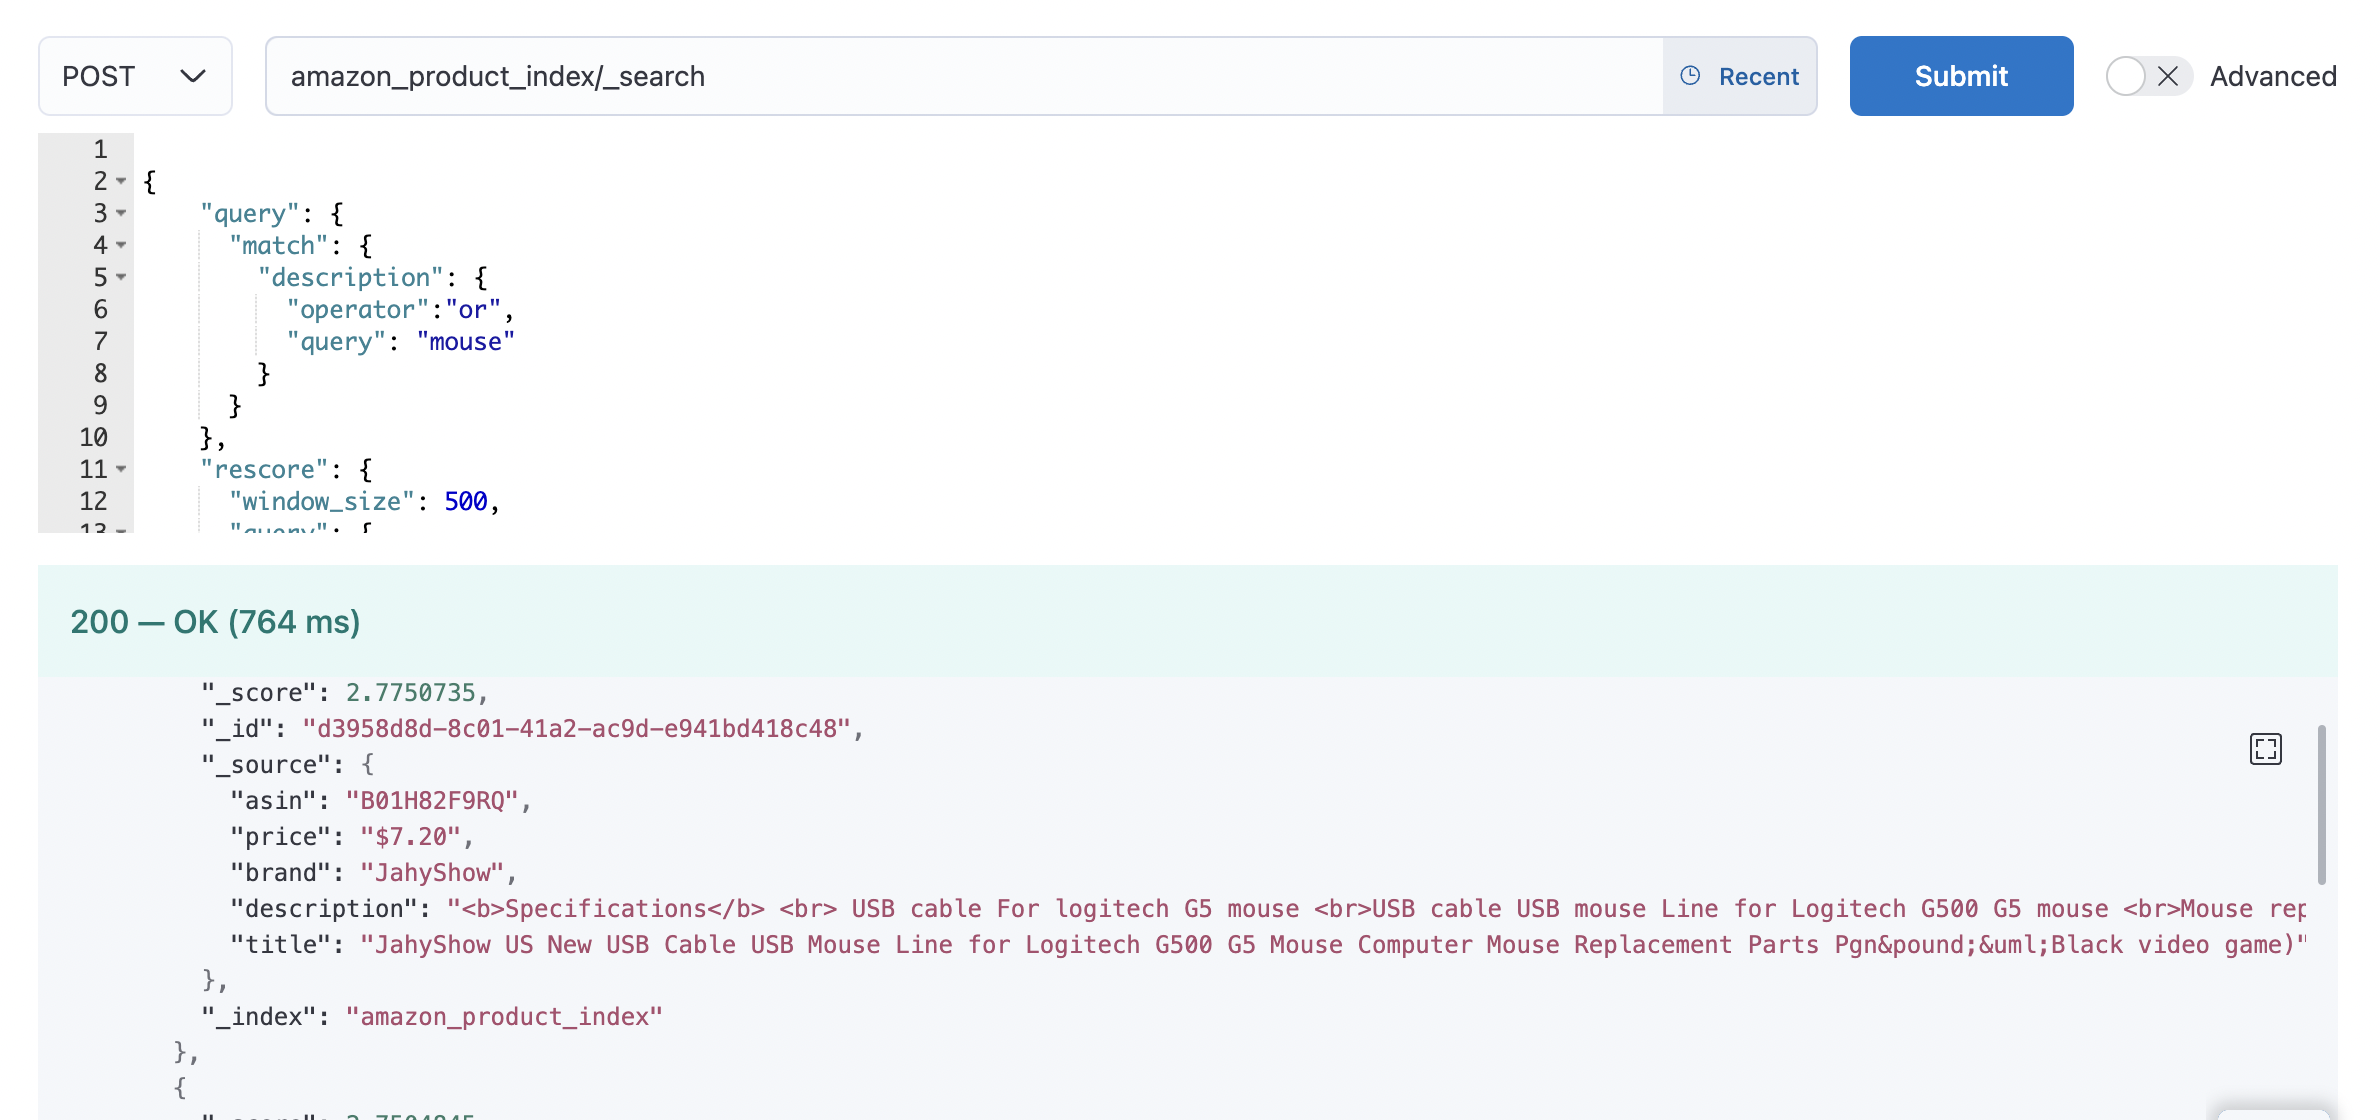 POST amazon_product_index/_search Recent Submit Advanced
1
2 {
3 "query": {
4 "match": {
5 "description": {
6 "operator":"or",
7 "query": "mouse"
8 }
9 }
10 },
11 "rescore": {
12 "window_size": 500,
13 "query": {
200 — OK (764 ms)
"_score": 2.7750735,
"_id": "d3958d8d-8c01-41a2-ac9d-e941bd418c48",
"_source": {
"asin": "B01H82F9RQ",
"price": "$7.20",
"brand": "JahyShow",
"description": "<b>Specifications</b> <br> USB cable For logitech G5 mouse <br>USB cable USB mouse Line for Logitech G500 G5 mouse <br>Mouse rep
"title": "JahyShow US New USB Cable USB Mouse Line for Logitech G500 G5 Mouse Computer Mouse Replacement Parts Pgn&pound;&uml;Black video game)"
},
"_index": "amazon_product_index"
},
{
"_score": 2.7504845,